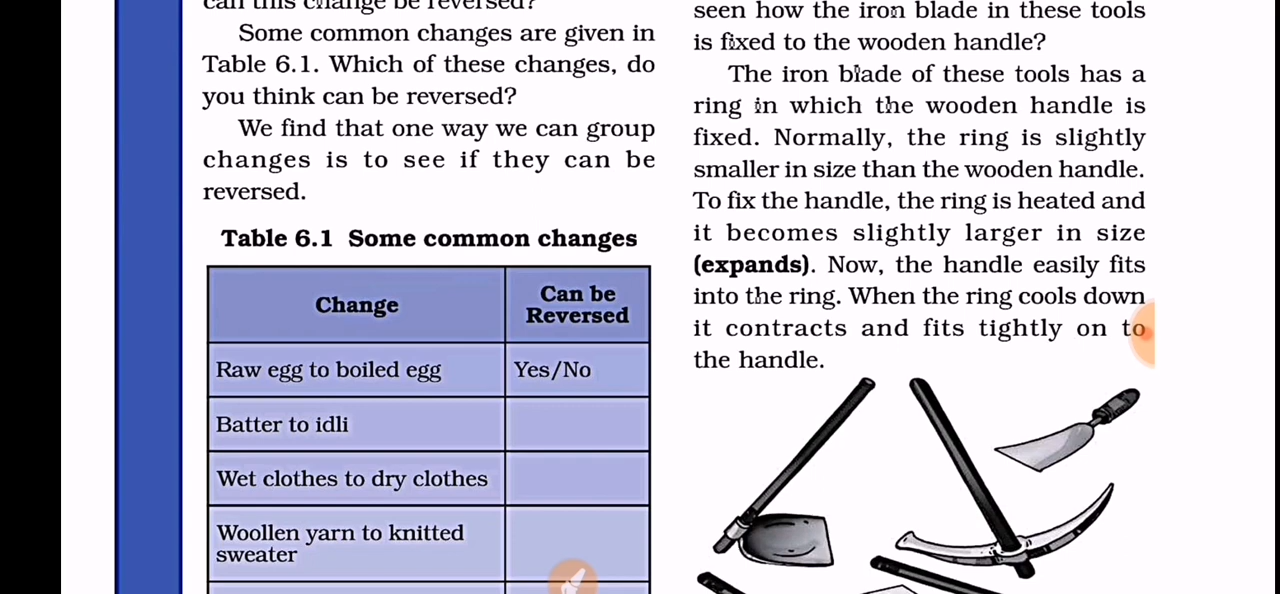 can this change be reversed?
Some common changes are given in
Table 6.1. Which of these changes, do
you think can be reversed?
We find that one way we can group
changes is to see if they can be
reversed.
Table 6.1 Some common changes
Change
Can be
Reversed
Raw egg to boiled egg
Yes/No
Batter to idli
Wet clothes to dry clothes
Woollen yarn to knitted
sweater
seen how the iron blade in these tools
is fixed to the wooden handle?
The iron blade of these tools has a
ring in which the wooden handle is
fixed. Normally, the ring is slightly
smaller in size than the wooden handle.
To fix the handle, the ring is heated and
it becomes slightly larger in size
(expands). Now, the handle easily fits
into the ring. When the ring cools down
it contracts and fits tightly on to
the handle.